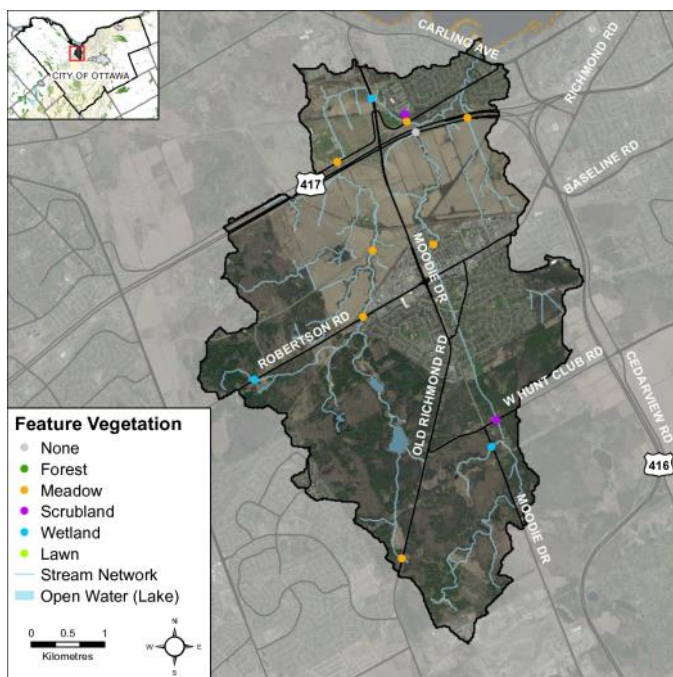 CITY OF OTTAWA
CARLING AVE
RICHMOND RD
BASELINE RD
417
MOODIE DR
ROBERTSON RD
OLD RICHMOND RD
W HUNT CLUB RD
CEDARVIEW RD
416
MOODIE DR
Feature Vegetation
None
Forest
Meadow
Scrubland
Wetland
Lawn
Stream Network
Open Water (Lake)
0 0.5 1
Kilometres
N
W E
S